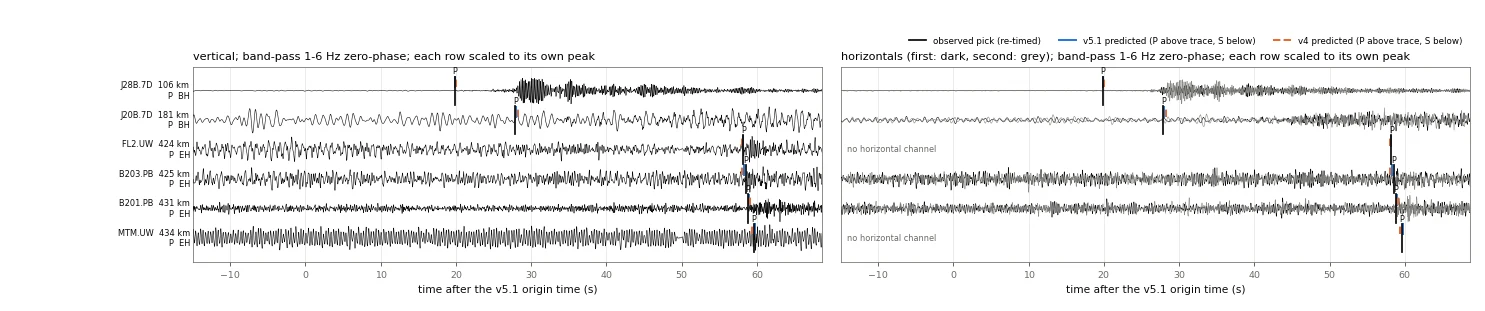 observed pick (re-timed)
v5.1 predicted (P above trace, S below)
v4 predicted (P above trace, S below)
vertical; band-pass 1-6 Hz zero-phase; each row scaled to its own peak
horizontals (first: dark, second: grey); band-pass 1-6 Hz zero-phase; each row scaled to its own peak
J28B.7D 106 km
P BH
J20B.7D 181 km
P BH
FL2.UW 424 km
P EH
B203.PB 425 km
P EH
B201.PB 431 km
P EH
MTM.UW 434 km
P EH
P
P
P
P
P
−10 0 10 20 30 40 50 60
time after the v5.1 origin time (s)
P
P
no horizontal channel
P
P
no horizontal channel
P
−10 0 10 20 30 40 50 60
time after the v5.1 origin time (s)